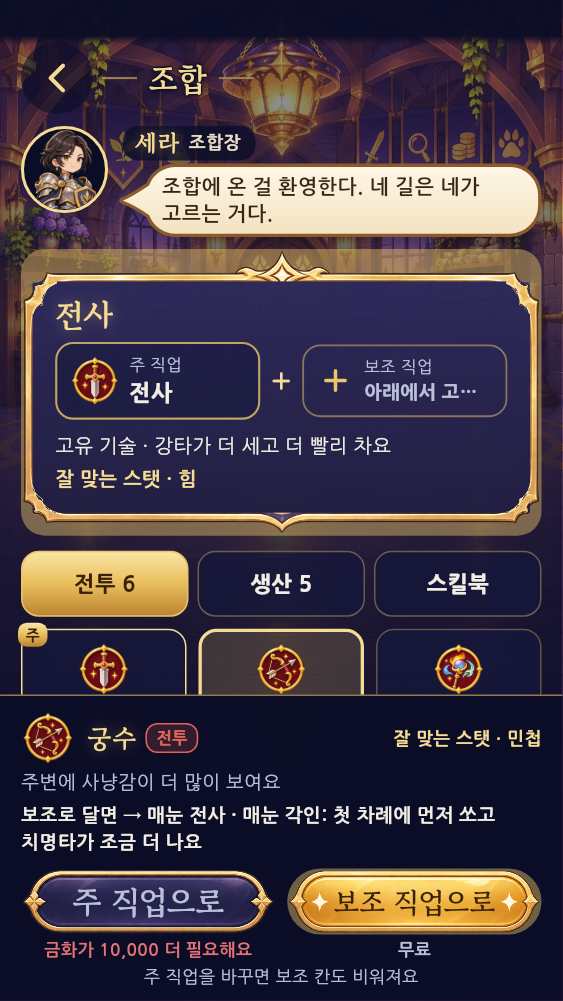 조합
세라 조합장
조합에 온 걸 환영한다. 네 길은 네가
고르는 거다.
전사
주 직업
전사
+
+
보조 직업
아래에서 고…
고유 기술 · 강타가 더 세고 더 빨리 차요
잘 맞는 스탯 · 힘
전투 6
생산 5
스킬북
주
궁수
전투
잘 맞는 스탯 · 민첩
주변에 사냥감이 더 많이 보여요
보조로 달면 → 매눈 전사 · 매눈 각인: 첫 차례에 먼저 쏘고
치명타가 조금 더 나요
주 직업으로
보조 직업으로
금화가 10,000 더 필요해요
무료
주 직업을 바꾸면 보조 칸도 비워져요